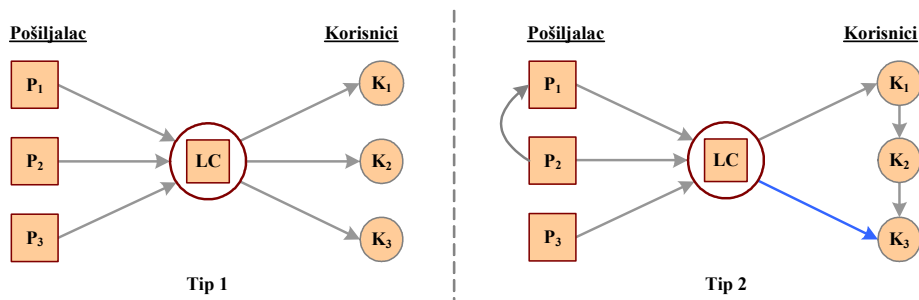 Pošiljalac Korisnici
P₁ K₁
P₂ LC K₂
P₃ K₃
Tip 1
Pošiljalac Korisnici
P₁ K₁
P₂ LC K₂
P₃ K₃
Tip 2